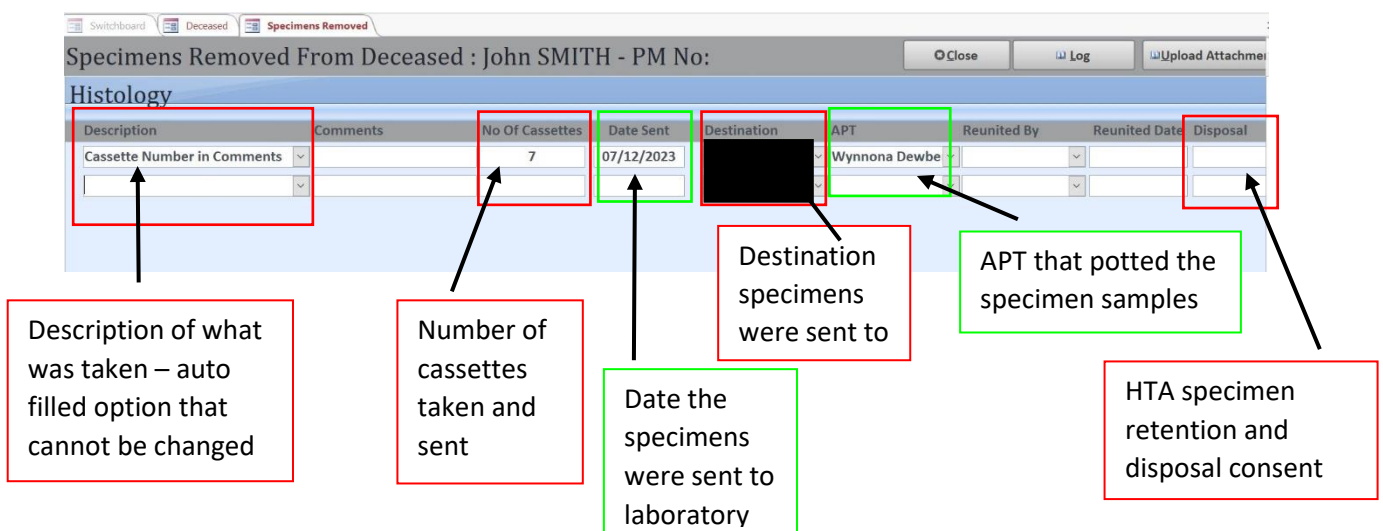 Switchboard Deceased Specimens Removed
Specimens Removed From Deceased : John SMITH - PM No:
Close Log Upload Attachmen
Histology
Description Comments No Of Cassettes Date Sent Destination APT Reunited By Reunited Date Disposal
Cassette Number in Comments 7 07/12/2023 Wynnona Dewbe
Description of what
was taken – auto
filled option that
cannot be changed
Number of
cassettes
taken and
sent
Date the
specimens
were sent to
laboratory
Destination
specimens
were sent to
APT that potted the
specimen samples
HTA specimen
retention and
disposal consent